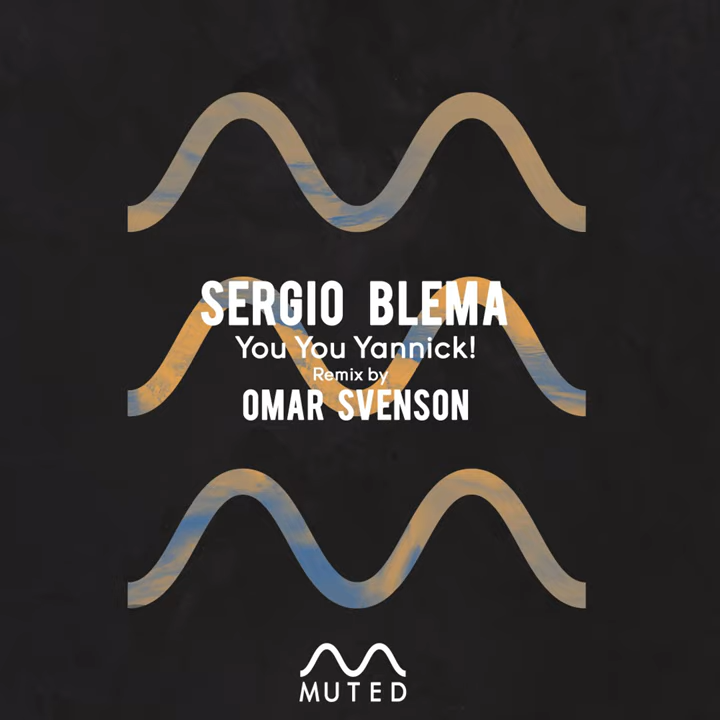 SERGIO BLEMA
You You Yannick!
Remix by
OMAR SVENSON
MUTED